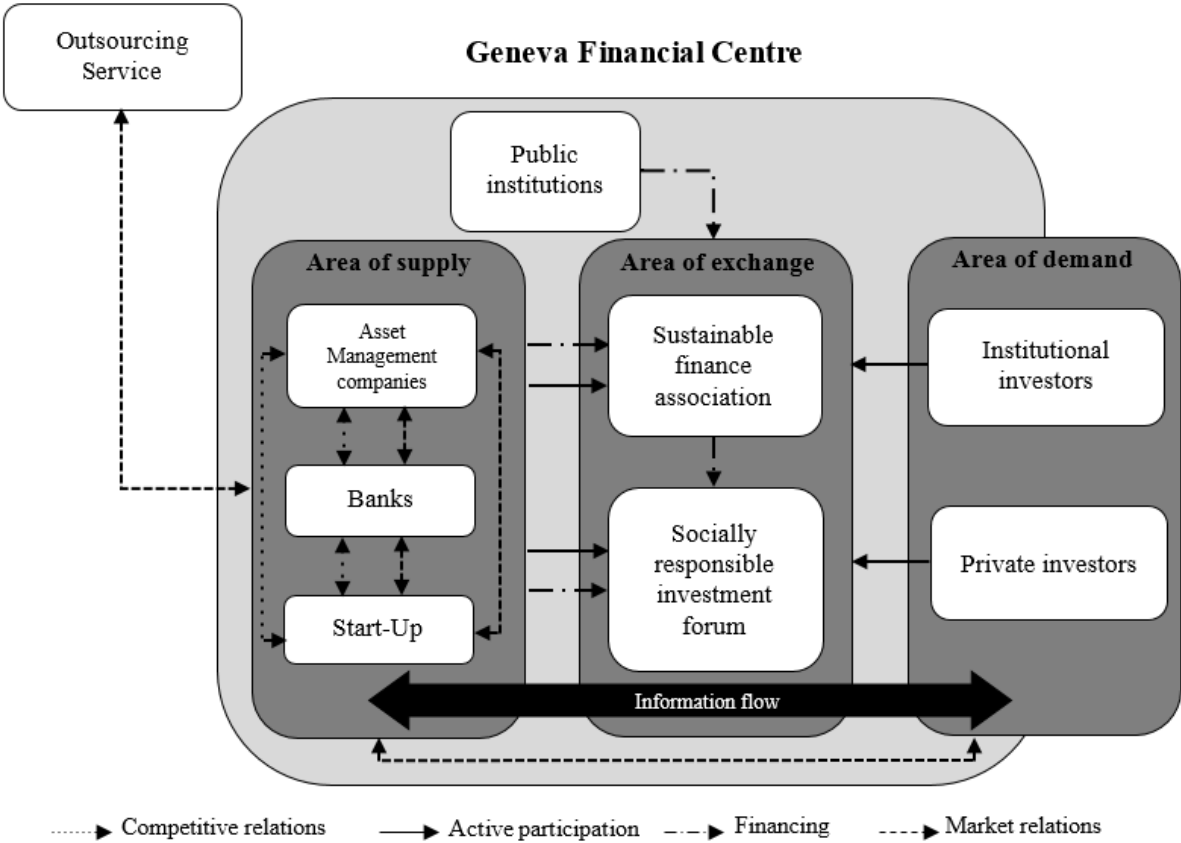 Outsourcing
Service
Geneva Financial Centre
Public
institutions
Area of supply
Area of exchange
Area of demand
Asset
Management
companies
Banks
Start-Up
Sustainable
finance
association
Socially
responsible
investment
forum
Institutional
investors
Private investors
Information flow
Competitive relations
Active participation
Financing
Market relations